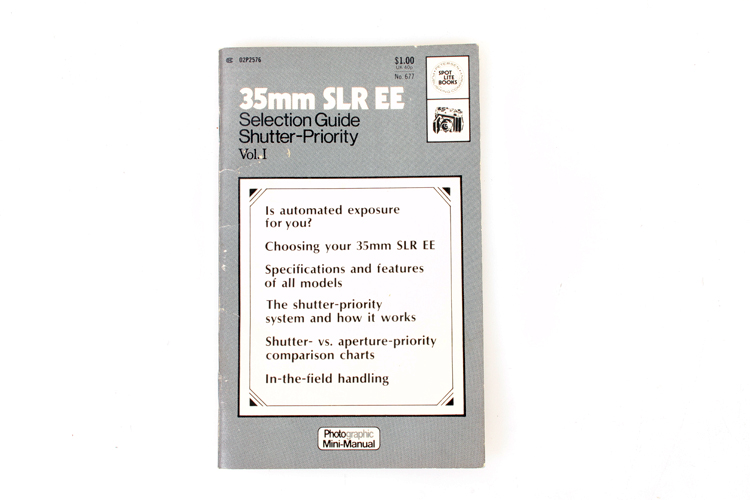 02P2576
$1.00
UK 40p
No. 677
SPOT
LITE
BOOKS
35mm SLR EE
Selection Guide
Shutter-Priority
Vol. I
Is automated exposure
for you?
Choosing your 35mm SLR EE
Specifications and features
of all models
The shutter-priority
system and how it works
Shutter- vs. aperture-priority
comparison charts
In-the-field handling
Photographic
Mini-Manual